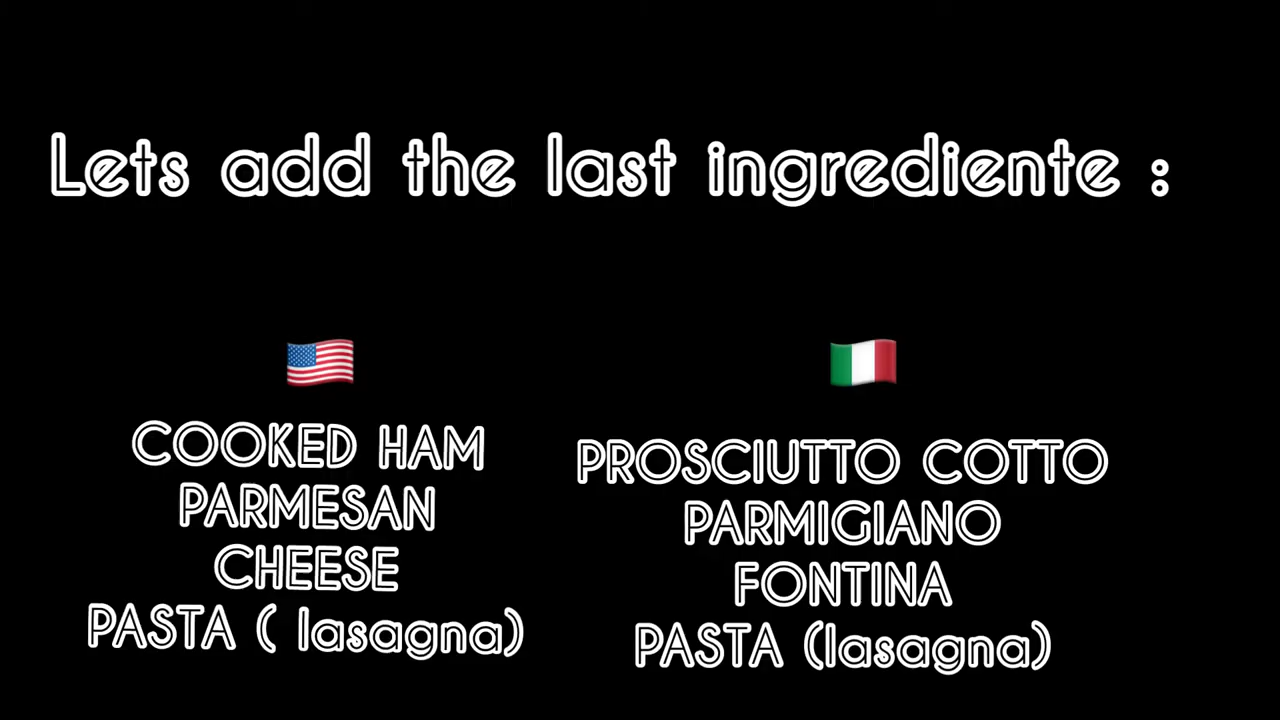 Lets add the last ingrediente :
COOKED HAM
PARMESAN
CHEESE
PASTA ( lasagna)
PROSCIUTTO COTTO
PARMIGIANO
FONTINA
PASTA (lasagna)